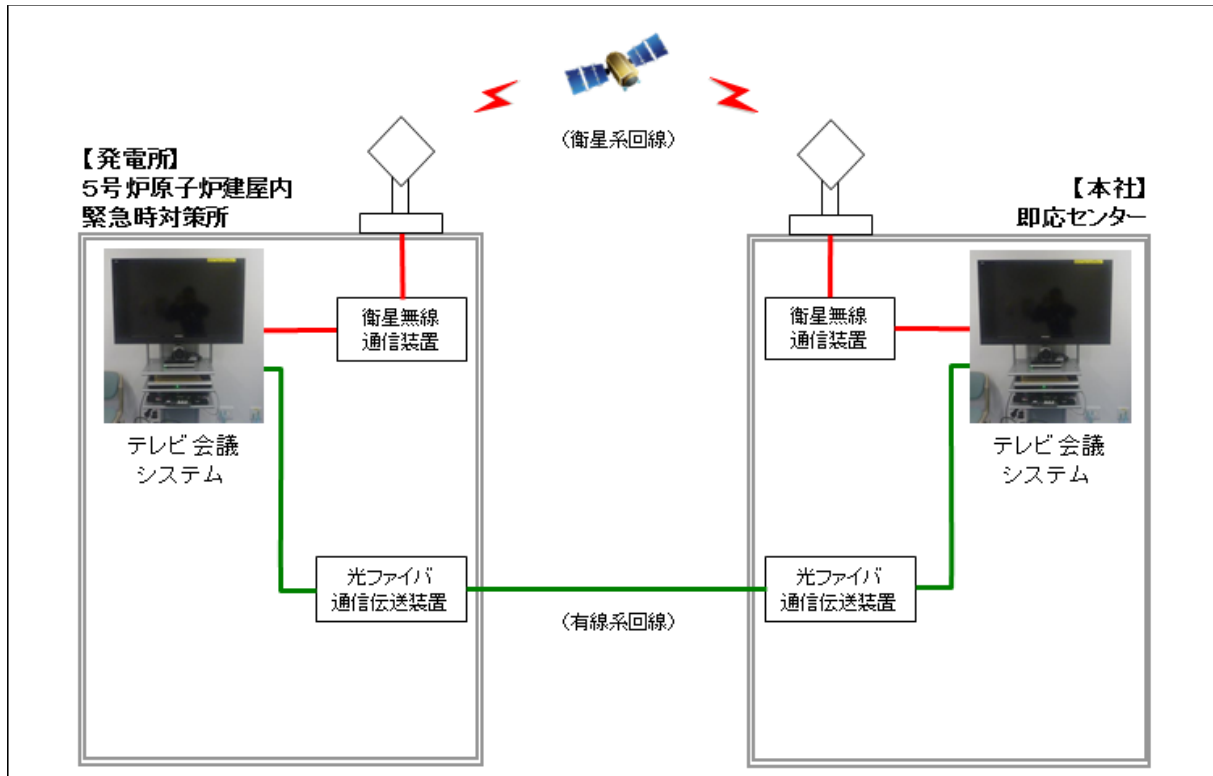 （衛星系回線）
【発電所】
５号炉原子炉建屋内
緊急時対策所
【本社】
即応センター
衛星無線
通信装置
衛星無線
通信装置
テレビ会議
システム
テレビ会議
システム
光ファイバ
通信伝送装置
光ファイバ
通信伝送装置
（有線系回線）